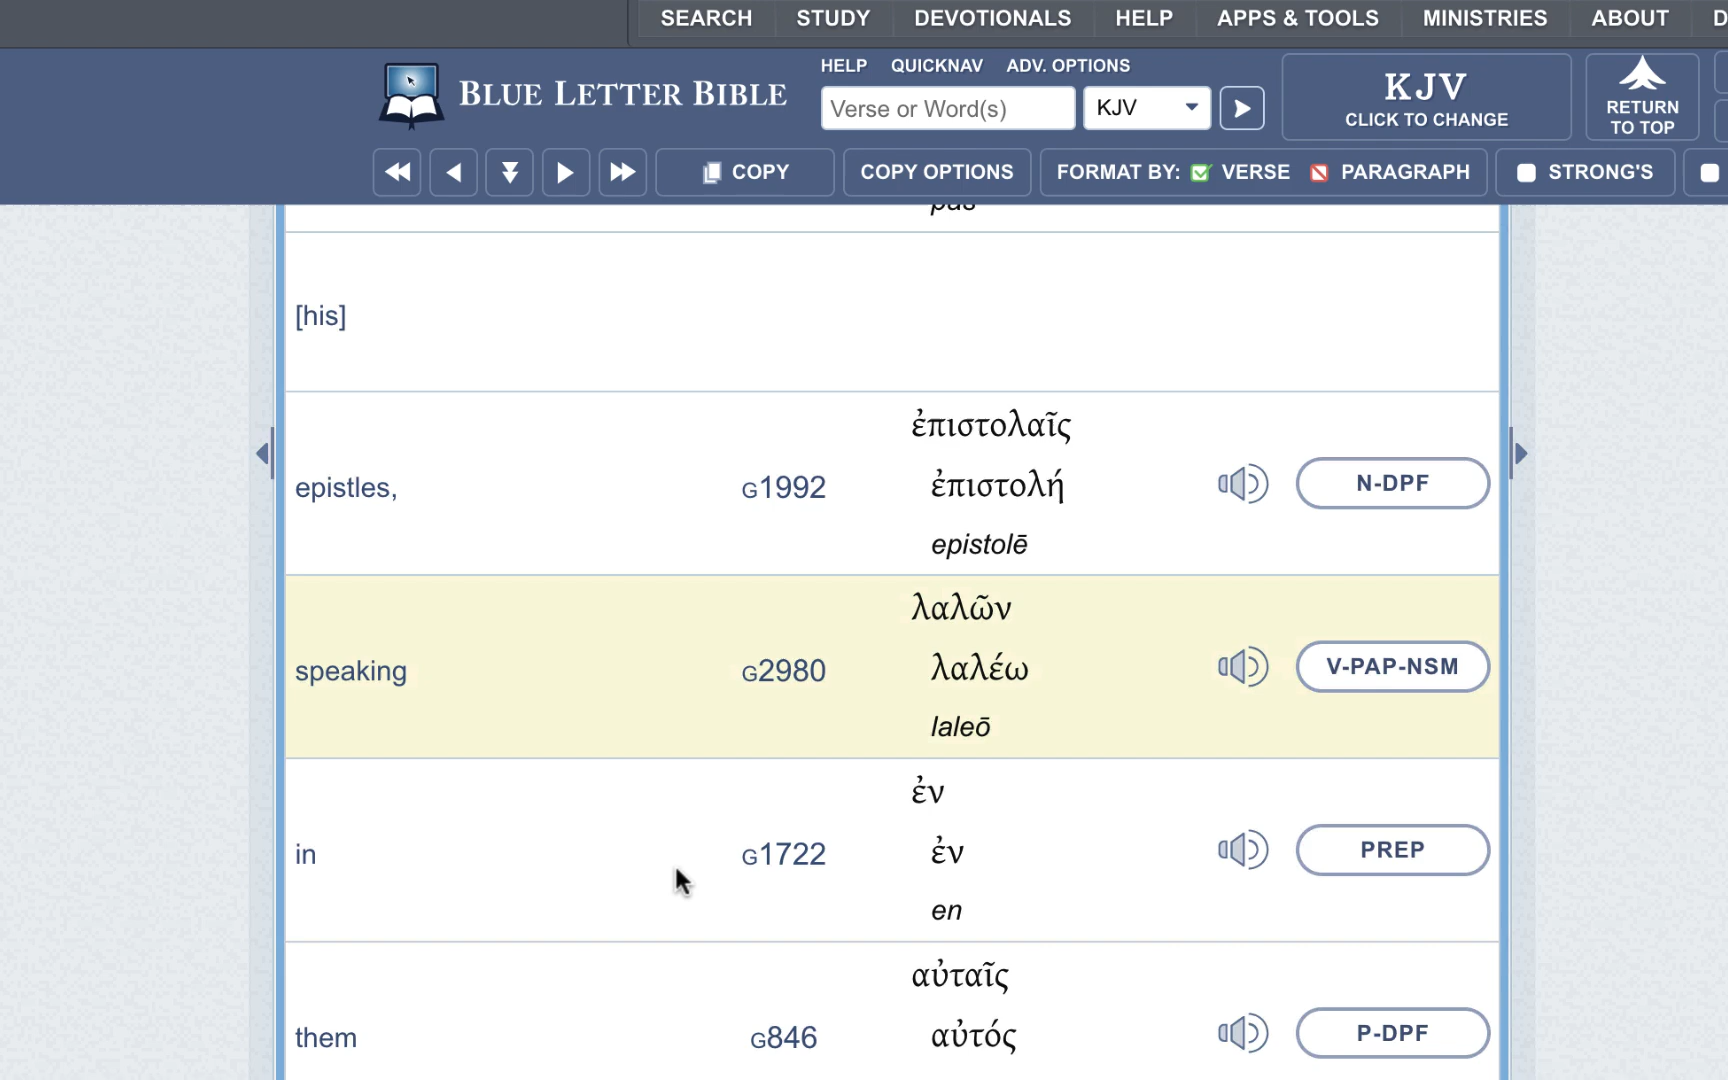 SEARCH STUDY DEVOTIONALS HELP APPS & TOOLS MINISTRIES ABOUT D
BLUE LETTER BIBLE
HELP QUICKNAV ADV. OPTIONS
Verse or Word(s) KJV
KJV
CLICK TO CHANGE
RETURN
TO TOP
COPY COPY OPTIONS FORMAT BY: VERSE PARAGRAPH STRONG'S
pas
[his]
ἐπιστολαῖς
epistles, G1992 ἐπιστολή N-DPF
epistolē
λαλῶν
speaking G2980 λαλέω V-PAP-NSM
laleō
ἐν
in G1722 ἐν PREP
en
αὐταῖς
them G846 αὐτός P-DPF